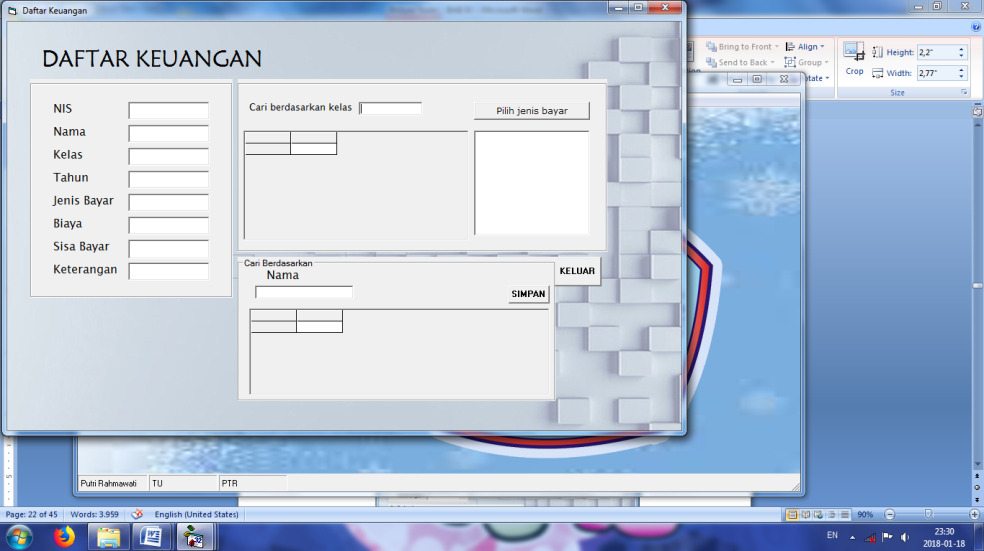 Daftar Keuangan
Bring to Front
Align
Send to Back
Group
Crop
Height:
2,2"
Width:
2,77"
Size
DAFTAR KEUANGAN
NIS
Nama
Kelas
Tahun
Jenis Bayar
Biaya
Sisa Bayar
Keterangan
Cari berdasarkan kelas
Pilih jenis bayar
Cari Berdasarkan
Nama
SIMPAN
KELUAR
Putri Rahmawati
TU
PTR
Page: 22 of 45
Words: 3.959
English (United States)
90%
EN
23:30
2018-01-18